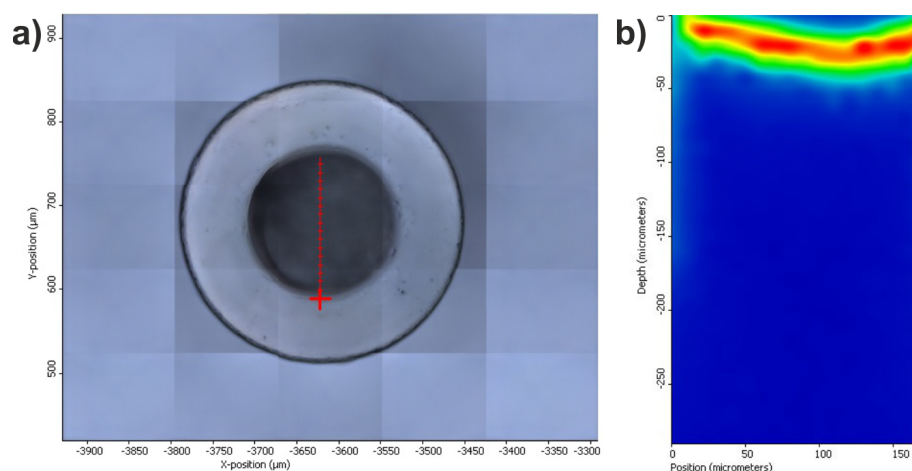 a)
900
800
700
600
500
Y-position (µm)
-3900 -3850 -3800 -3750 -3700 -3650 -3600 -3550 -3500 -3450 -3400 -3350 -3300
X-position (µm)
b)
0
-50
-100
-150
-200
-250
Depth (micrometers)
0 50 100 150
Position (micrometers)